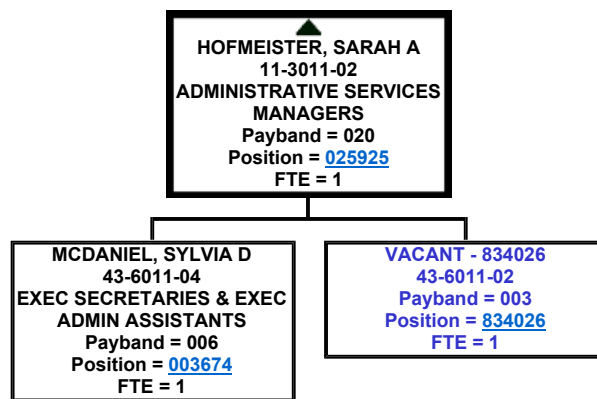 HOFMEISTER, SARAH A
11-3011-02
ADMINISTRATIVE SERVICES
MANAGERS
Payband = 020
Position = 025925
FTE = 1
MCDANIEL, SYLVIA D
43-6011-04
EXEC SECRETARIES & EXEC
ADMIN ASSISTANTS
Payband = 006
Position = 003674
FTE = 1
VACANT - 834026
43-6011-02
Payband = 003
Position = 834026
FTE = 1